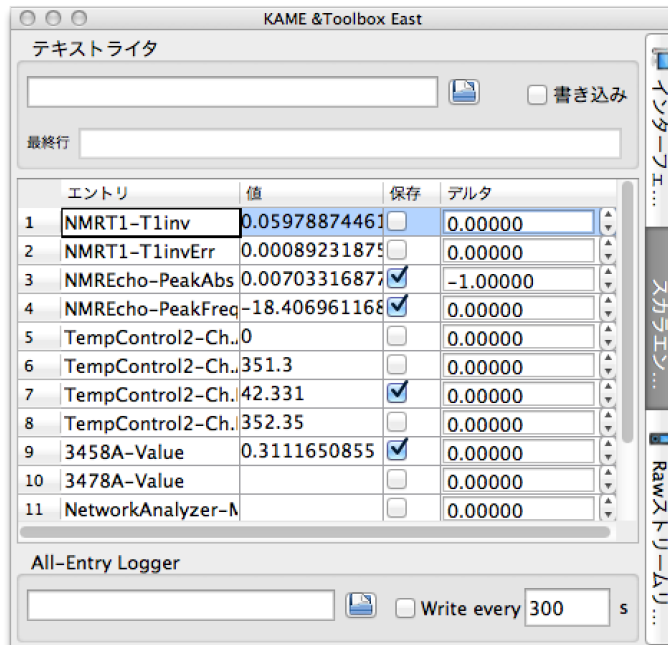 KAME &Toolbox East
テキストライタ
書き込み
最終行
エントリ 値 保存 デルタ
1 NMRT1-T1inv 0.05978874461 0.00000
2 NMRT1-T1invErr 0.00089231875 0.00000
3 NMREcho-PeakAbs 0.00703316877 -1.00000
4 NMREcho-PeakFreq -18.406961168 0.00000
5 TempControl2-Ch. 0 0.00000
6 TempControl2-Ch. 351.3 0.00000
7 TempControl2-Ch. 42.331 0.00000
8 TempControl2-Ch. 352.35 0.00000
9 3458A-Value 0.3111650855 0.00000
10 3478A-Value 0.00000
11 NetworkAnalyzer-M 0.00000
All-Entry Logger
Write every 300 s
インターフェ...
スカラエン...
Rawストリームリ...